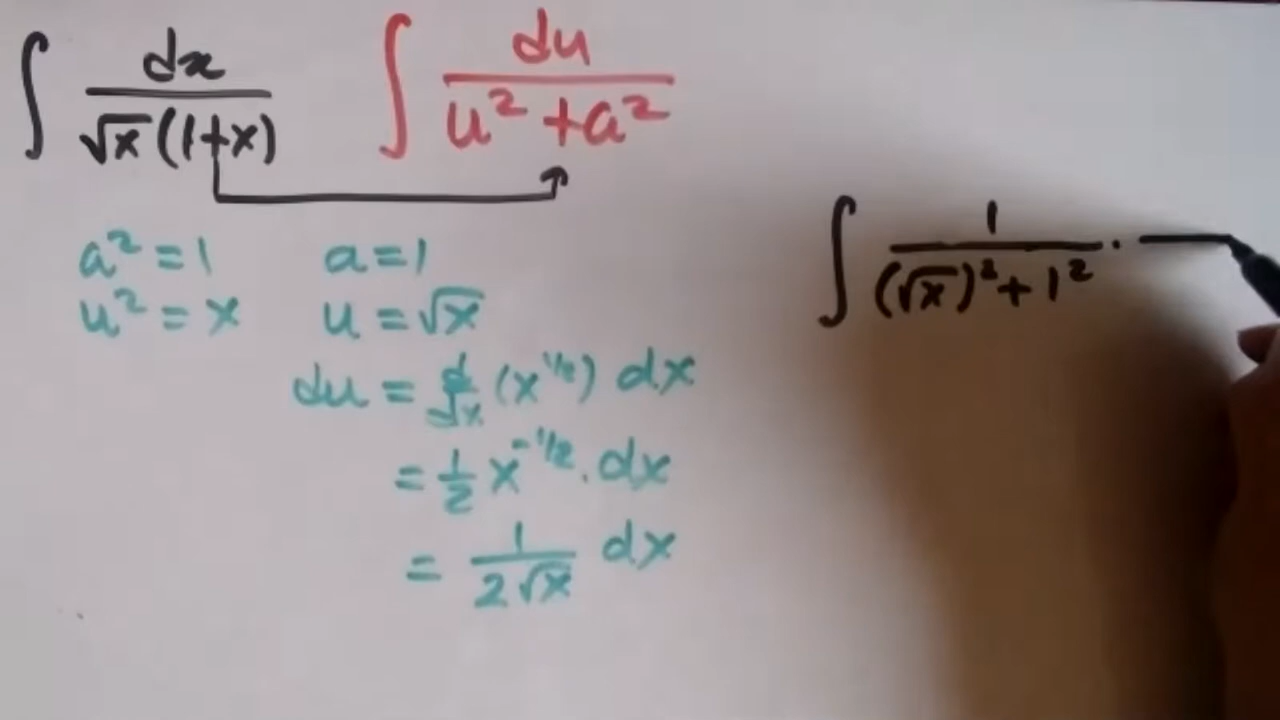 ∫ dx / √x (1+x)   ∫ du / u² + a²
a² = 1   a = 1
u² = x   u = √x
du = d/dx (x^1/2) dx
= 1/2 x^-1/2 . dx
= 1 / 2√x dx
∫ 1 / (√x)² + 1² .